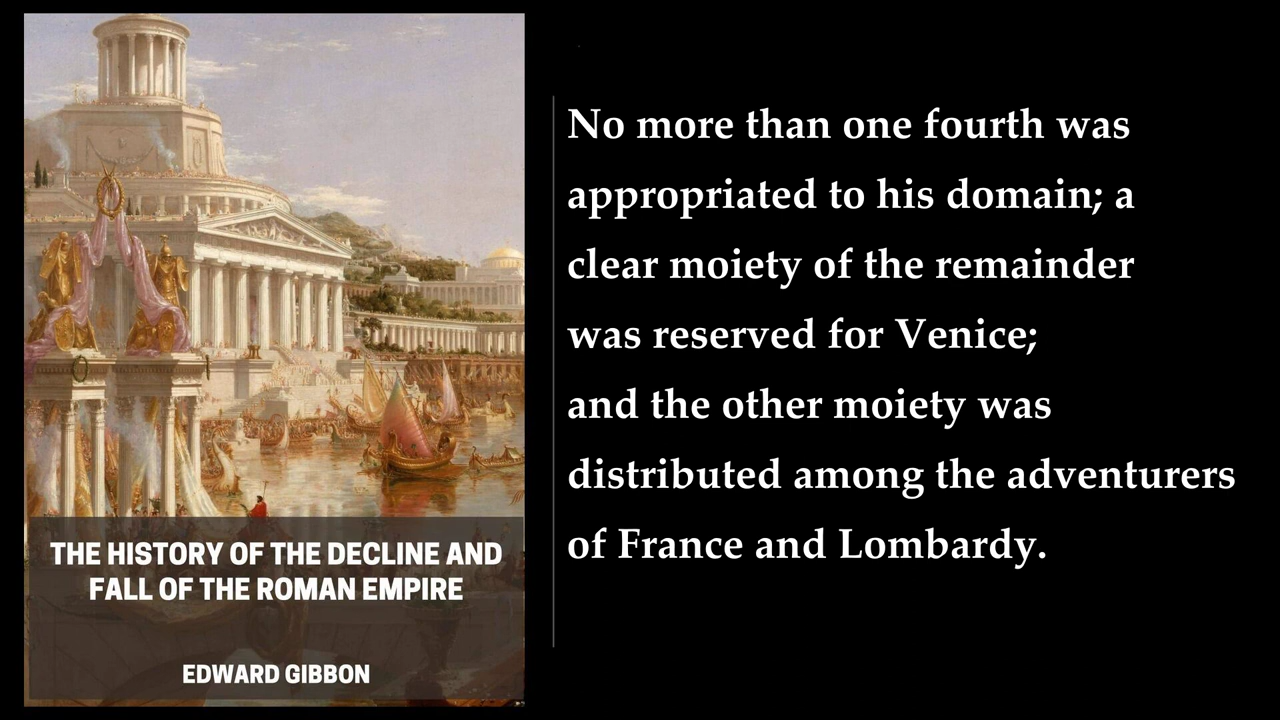 THE HISTORY OF THE DECLINE AND
FALL OF THE ROMAN EMPIRE
EDWARD GIBBON
No more than one fourth was
appropriated to his domain; a
clear moiety of the remainder
was reserved for Venice;
and the other moiety was
distributed among the adventurers
of France and Lombardy.